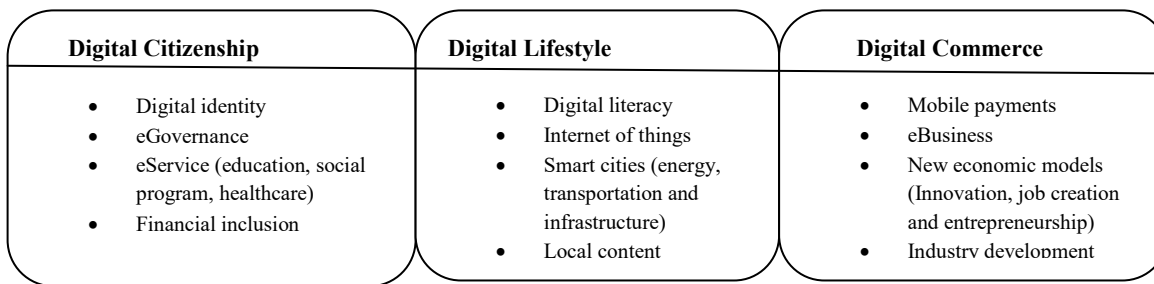 Digital Citizenship
Digital identity
eGovernance
eService (education, social
program, healthcare)
Financial inclusion
Digital Lifestyle
Digital literacy
Internet of things
Smart cities (energy,
transportation and
infrastructure)
Local content
Digital Commerce
Mobile payments
eBusiness
New economic models
(Innovation, job creation
and entrepreneurship)
Industry development